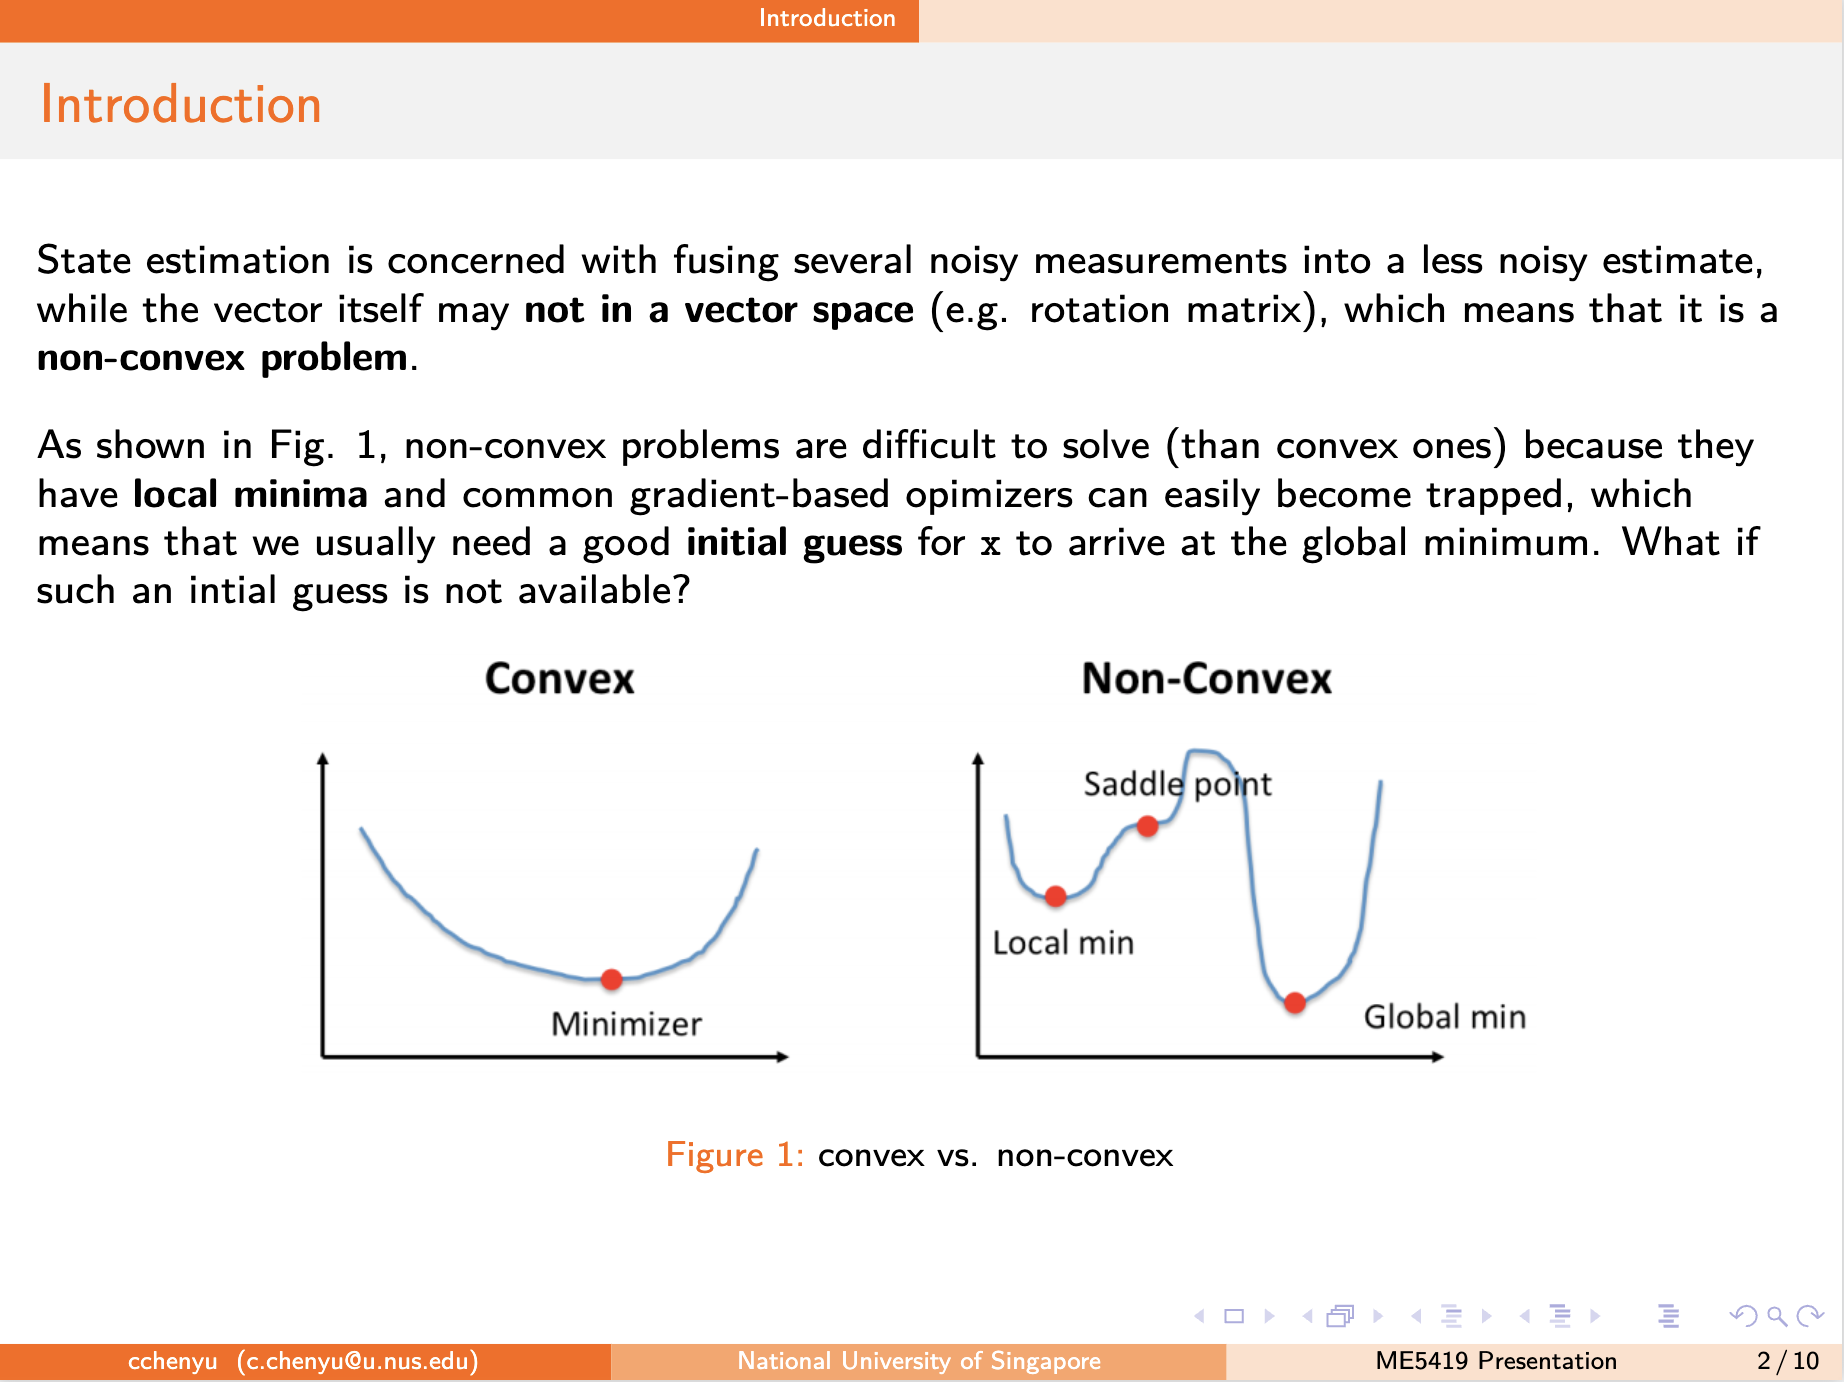 Introduction
Introduction
State estimation is concerned with fusing several noisy measurements into a less noisy estimate,
while the vector itself may not in a vector space (e.g. rotation matrix), which means that it is a
non-convex problem.
As shown in Fig. 1, non-convex problems are difficult to solve (than convex ones) because they
have local minima and common gradient-based opimizers can easily become trapped, which
means that we usually need a good initial guess for x to arrive at the global minimum. What if
such an intial guess is not available?
Convex
Non-Convex
Saddle point
Local min
Minimizer
Global min
Figure 1: convex vs. non-convex
cchenyu (c.chenyu@u.nus.edu)
National University of Singapore
ME5419 Presentation
2 / 10